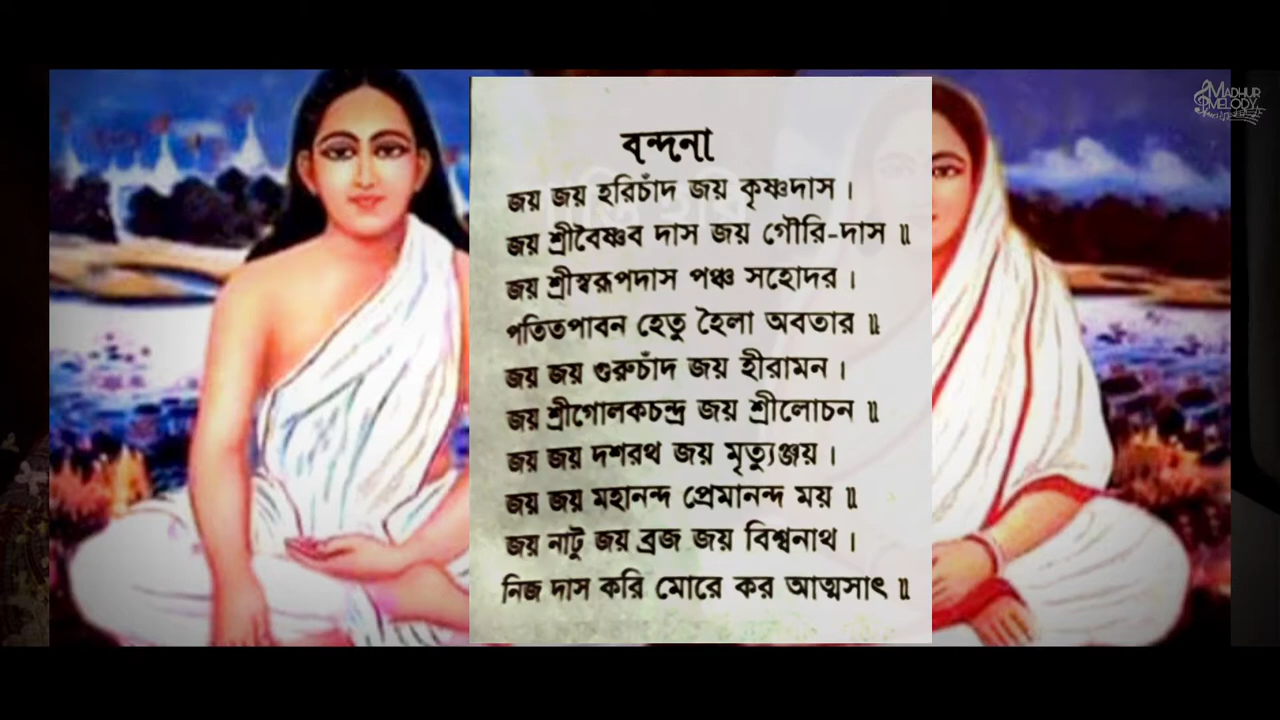 বন্দনা
জয় জয় হরিচাঁদ জয় কৃষ্ণদাস ।
জয় শ্রীবৈষ্ণব দাস জয় গৌরি-দাস ॥
জয় শ্রীস্বরূপদাস পঞ্চ সহোদর ।
পতিতপাবন হেতু হৈলা অবতার ॥
জয় জয় গুরুচাঁদ জয় হীরামন ।
জয় শ্রীগোলকচন্দ্র জয় শ্রীলোচন ॥
জয় জয় দশরথ জয় মৃত্যুঞ্জয় ।
জয় জয় মহানন্দ প্রেমানন্দ ময় ॥
জয় নাটু জয় ব্রজ জয় বিশ্বনাথ ।
নিজ দাস করি মোরে কর আত্মসাৎ ॥
MADHUR
MELODY